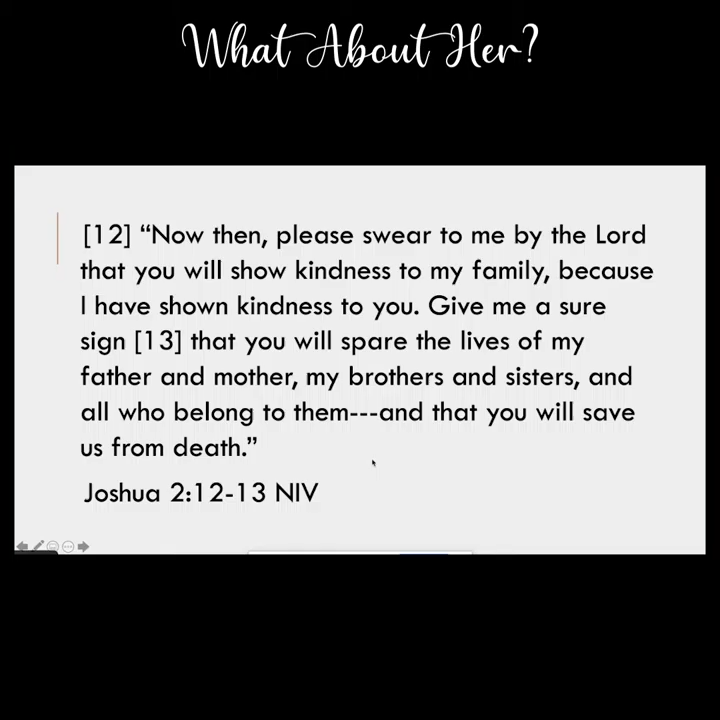 What About Her?
[12] “Now then, please swear to me by the Lord
that you will show kindness to my family, because
I have shown kindness to you. Give me a sure
sign [13] that you will spare the lives of my
father and mother, my brothers and sisters, and
all who belong to them---and that you will save
us from death.”
Joshua 2:12-13 NIV